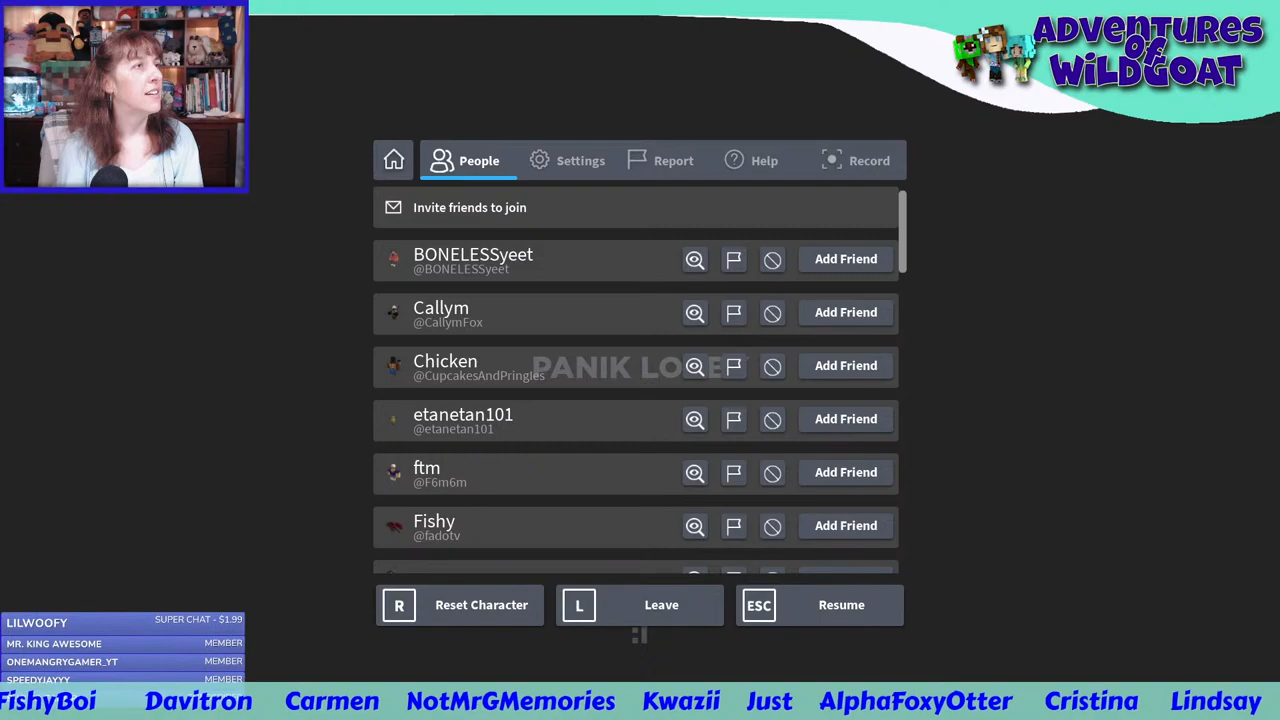 ADVENTURES
OF
WILDGOAT
People
Settings
Report
Help
Record
Invite friends to join
BONELESSyeet
@BONELESSyeet
Add Friend
Callym
@CallymFox
Add Friend
Chicken
@CupcakesAndPringles
Add Friend
PANIK
etanetan101
@etanetan101
Add Friend
ftm
@F6m6m
Add Friend
Fishy
@fadotv
Add Friend
R Reset Character
L Leave
ESC Resume
:|
LILWOOFY SUPER CHAT - $1.99
MR. KING AWESOME MEMBER
ONEMANGRYGAMER_YT MEMBER
SPEEDYJAYYY MEMBER
FishyBoi Davitron Carmen NotMrGMemories Kwazii Just AlphaFoxyOtter Cristina Lindsay